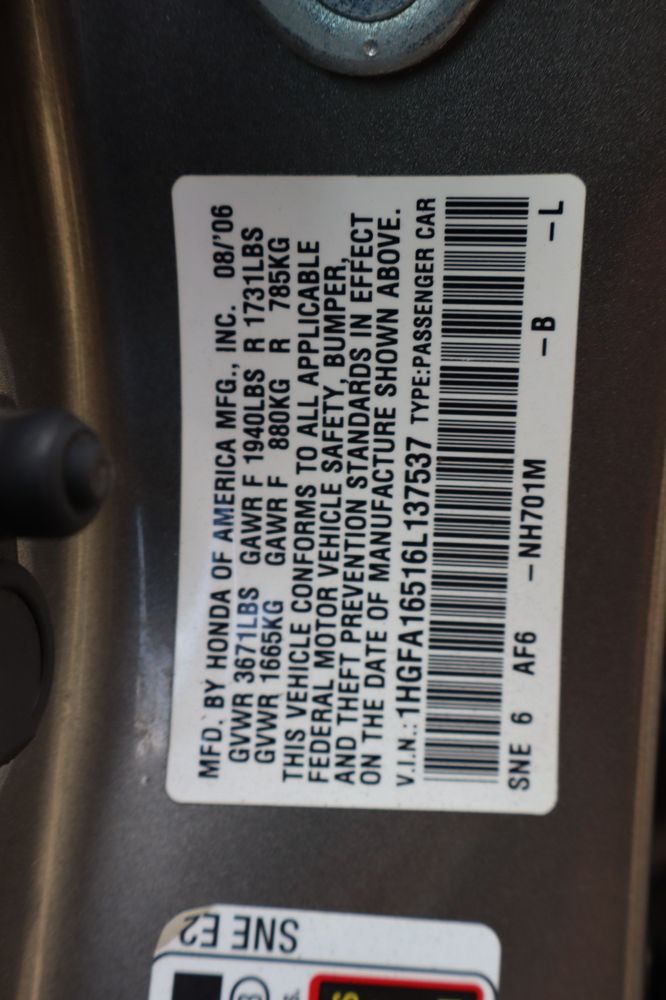 MFD. BY HONDA OF AMERICA MFG., INC. 08/'06
GVWR 3671LBS GAWR F 1940LBS R 1731LBS
GVWR 1665KG GAWR F 880KG R 785KG
THIS VEHICLE CONFORMS TO ALL APPLICABLE
FEDERAL MOTOR VEHICLE SAFETY, BUMPER,
AND THEFT PREVENTION STANDARDS IN EFFECT
ON THE DATE OF MANUFACTURE SHOWN ABOVE.
V.I.N.: 1HGFA16516L137537 TYPE:PASSENGER CAR
SNE 6 AF6 – NH701M – B – L
SNE E2